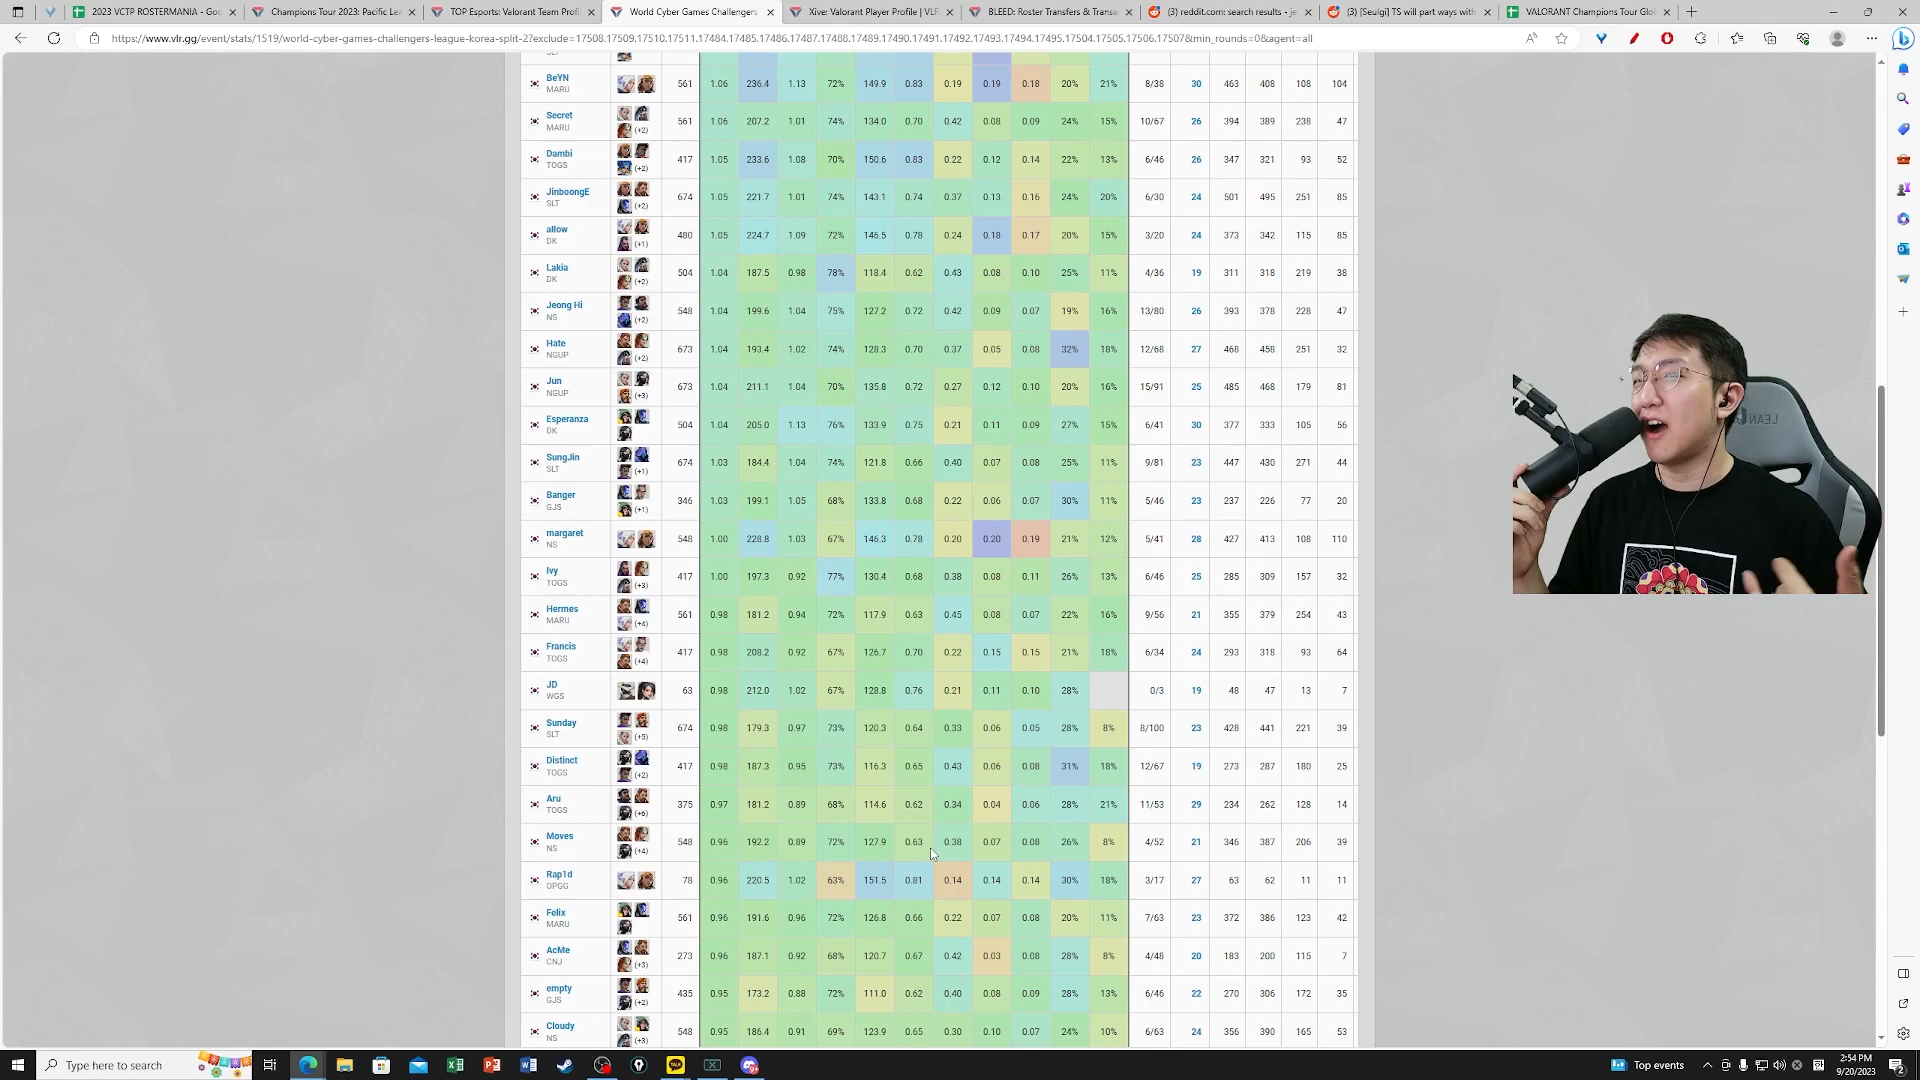 2023 VCTP ROSTERMANIA - Goo
Champions Tour 2023: Pacific Lea
TOP Esports: Valorant Team Profi
World Cyber Games Challengers
Xive: Valorant Player Profile | VLR
BLEED: Roster Transfers & Transa
(3) reddit.com: search results - je
(3) [Seulgi] TS will part ways with
VALORANT Champions Tour Glob
https://www.vlr.gg/event/stats/1519/world-cyber-games-challengers-league-korea-split-2?exclude=17508.17509.17510.17511.17484.17485.17486.17487.17488.17489.17490.17491.17492.17493.17494.17495.17504.17505.17506.17507&min_rounds=0&agent=all
BeYN 561 1.06 236.4 1.13 72% 149.9 0.83 0.19 0.19 0.18 20% 21% 8/38 30 463 408 108 104
MARU
Secret 561 1.06 207.2 1.01 74% 134.0 0.70 0.42 0.08 0.09 24% 15% 10/67 26 394 389 238 47
MARU (+2)
Dambi 417 1.05 233.6 1.08 70% 150.6 0.83 0.22 0.12 0.14 22% 13% 6/46 26 347 321 93 52
TOGS (+2)
JinboongE 674 1.05 221.7 1.01 74% 143.1 0.74 0.37 0.13 0.16 24% 20% 6/30 24 501 495 251 85
SLT (+2)
allow 480 1.05 224.7 1.09 72% 146.5 0.78 0.24 0.18 0.17 20% 15% 3/20 24 373 342 115 85
DK (+1)
Lakia 504 1.04 187.5 0.98 78% 118.4 0.62 0.43 0.08 0.10 25% 11% 4/36 19 311 318 219 38
DK (+2)
Jeong Hi 548 1.04 199.6 1.04 75% 127.2 0.72 0.42 0.09 0.07 19% 16% 13/80 26 393 378 228 47
NS (+2)
Hate 673 1.04 193.4 1.02 74% 128.3 0.70 0.37 0.05 0.08 32% 18% 12/68 27 468 458 251 32
NGUP (+2)
Jun 673 1.04 211.1 1.04 70% 135.8 0.72 0.27 0.12 0.10 20% 16% 15/91 25 485 468 179 81
NGUP (+3)
Esperanza 504 1.04 205.0 1.13 76% 133.9 0.75 0.21 0.11 0.09 27% 15% 6/41 30 377 333 105 56
DK
SungJin 674 1.03 184.4 1.04 74% 121.8 0.66 0.40 0.07 0.08 25% 11% 9/81 23 447 430 271 44
SLT (+1)
Banger 346 1.03 199.1 1.05 68% 133.8 0.68 0.22 0.06 0.07 30% 11% 5/46 23 237 226 77 20
GJS (+1)
margaret 548 1.00 228.8 1.03 67% 146.3 0.78 0.20 0.20 0.19 21% 12% 5/41 28 427 413 108 110
NS
Ivy 417 1.00 197.3 0.92 77% 130.4 0.68 0.38 0.08 0.11 26% 13% 6/46 25 285 309 157 32
TOGS (+3)
Hermes 561 0.98 181.2 0.94 72% 117.9 0.63 0.45 0.08 0.07 22% 16% 9/56 21 355 379 254 43
MARU (+4)
Francis 417 0.98 208.2 0.92 67% 126.7 0.70 0.22 0.15 0.15 21% 18% 6/34 24 293 318 93 64
TOGS (+4)
JD 63 0.98 212.0 1.02 67% 128.8 0.76 0.21 0.11 0.10 28% 0/3 19 48 47 13 7
WGS
Sunday 674 0.98 179.3 0.97 73% 120.3 0.64 0.33 0.06 0.05 28% 8% 8/100 23 428 441 221 39
SLT (+5)
Distinct 417 0.98 187.3 0.95 73% 116.3 0.65 0.43 0.06 0.08 31% 18% 12/67 19 273 287 180 25
TOGS (+2)
Aru 375 0.97 181.2 0.89 68% 114.6 0.62 0.34 0.04 0.06 28% 21% 11/53 29 234 262 128 14
TOGS (+6)
Moves 548 0.96 192.2 0.89 72% 127.9 0.63 0.38 0.07 0.08 26% 8% 4/52 21 346 387 206 39
NS (+4)
Rap1d 78 0.96 220.5 1.02 63% 151.5 0.81 0.14 0.14 0.14 30% 18% 3/17 27 63 62 11 11
OPGG
Felix 561 0.96 191.6 0.96 72% 126.8 0.66 0.22 0.07 0.08 20% 11% 7/63 23 372 386 123 42
MARU
AcMe 273 0.96 187.1 0.92 68% 120.7 0.67 0.42 0.03 0.08 28% 8% 4/48 20 183 200 115 7
CNJ (+3)
empty 435 0.95 173.2 0.88 72% 111.0 0.62 0.40 0.08 0.09 28% 13% 6/46 22 270 306 172 35
GJS (+2)
Cloudy 548 0.95 186.4 0.91 69% 123.9 0.65 0.30 0.10 0.07 24% 10% 6/63 24 356 390 165 53
NS (+3)
Type here to search
TALK
Top events
2:54 PM
9/20/2023
2